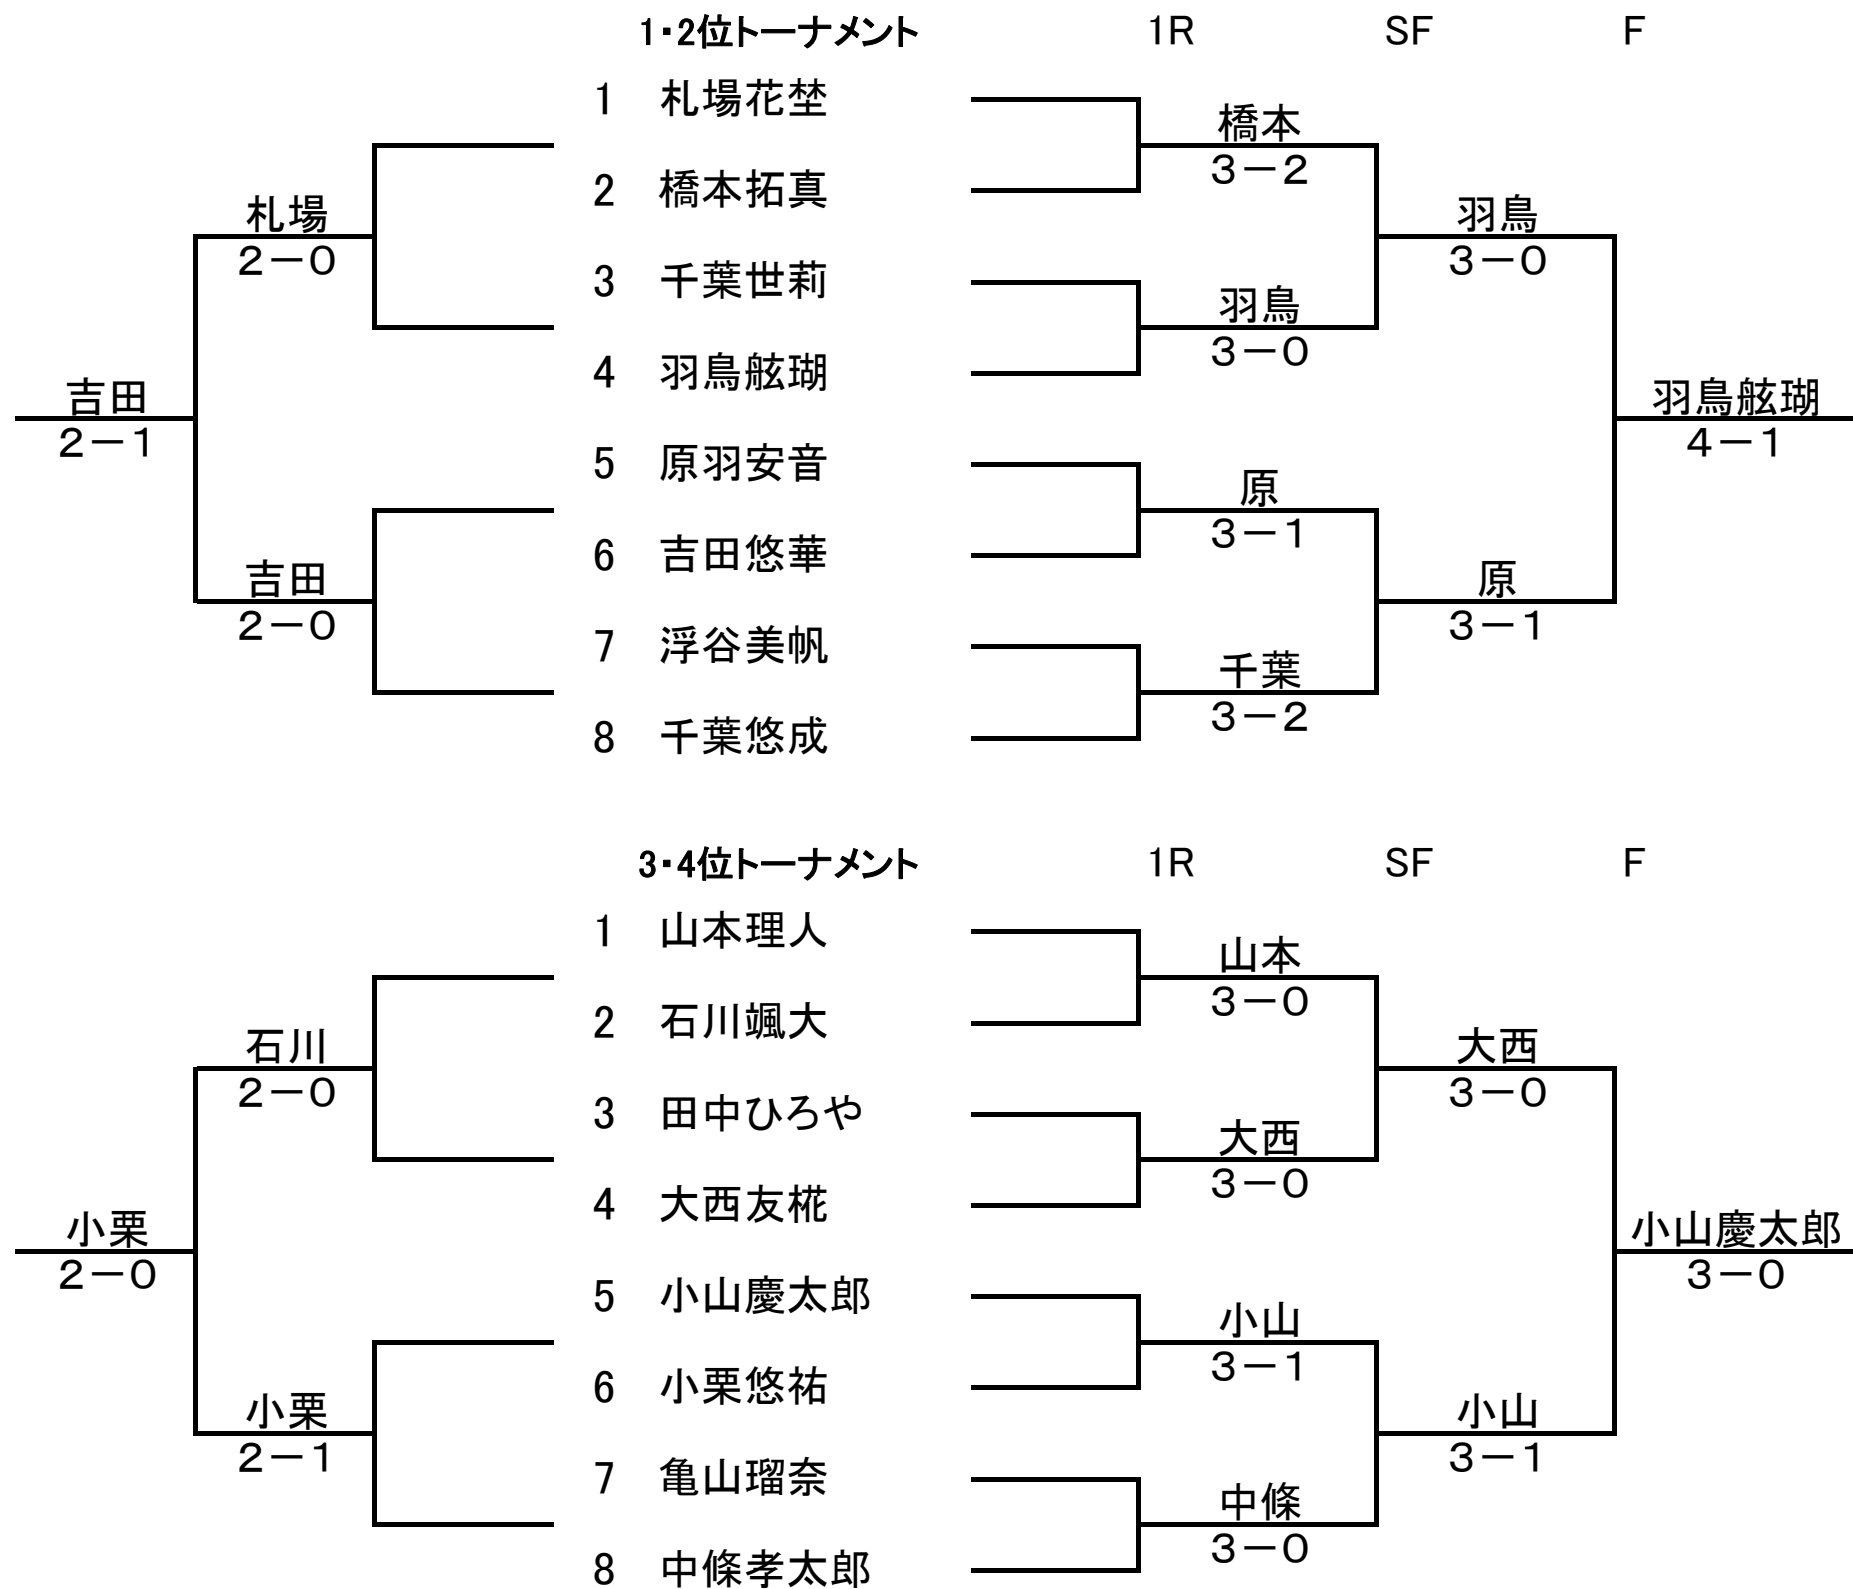 1・2位トーナメント 1R SF F
1 札場花埜
橋本
3－2
2 橋本拓真
札場
2－0
羽鳥
3－0
3 千葉世莉
羽鳥
3－0
4 羽鳥舷瑚
吉田
2－1
羽鳥舷瑚
4－1
5 原羽安音
原
3－1
6 吉田悠華
吉田
2－0
原
3－1
7 浮谷美帆
千葉
3－2
8 千葉悠成
3・4位トーナメント 1R SF F
1 山本理人
山本
3－0
2 石川颯大
石川
2－0
大西
3－0
3 田中ひろや
大西
3－0
4 大西友椛
小栗
2－0
小山慶太郎
3－0
5 小山慶太郎
小山
3－1
6 小栗悠祐
小栗
2－1
小山
3－1
7 亀山瑠奈
中條
3－0
8 中條孝太郎